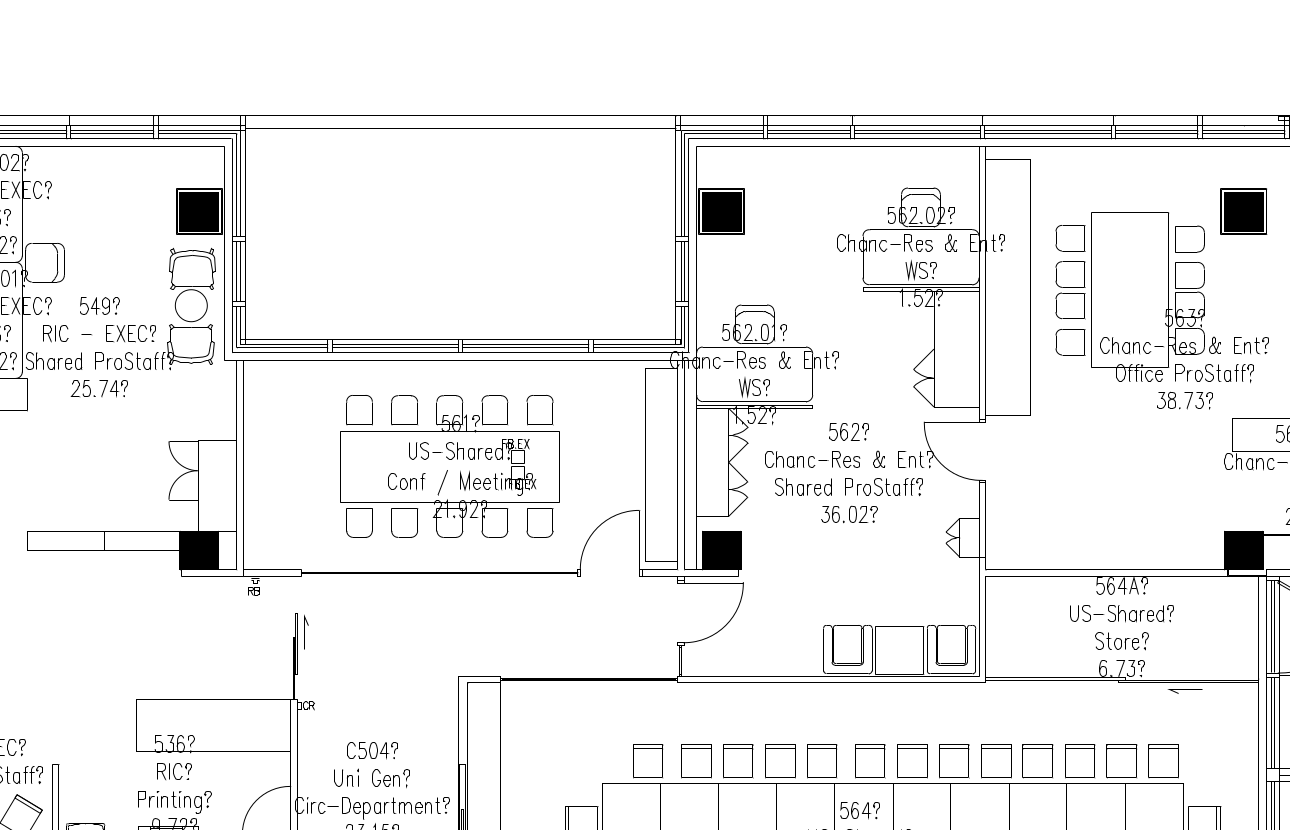 02?
EXEC?
S?
2?
01?
EXEC?
S?
2?
549?
RIC - EXEC?
Shared ProStaff?
25.74?
562.02?
Chanc-Res & Ent?
WS?
1.52?
562.01?
Chanc-Res & Ent?
WS?
1.52?
563?
Chanc-Res & Ent?
Office ProStaff?
38.73?
561?
US-Shared?
Conf / Meeting?
21.92?
FB.EX
FB.EX
562?
Chanc-Res & Ent?
Shared ProStaff?
36.02?
56
Chanc-
2
RB
564A?
US-Shared?
Store?
6.73?
CR
EC?
Staff?
536?
RIC?
Printing?
9.72?
C504?
Uni Gen?
Circ-Department?
23.15?
564?